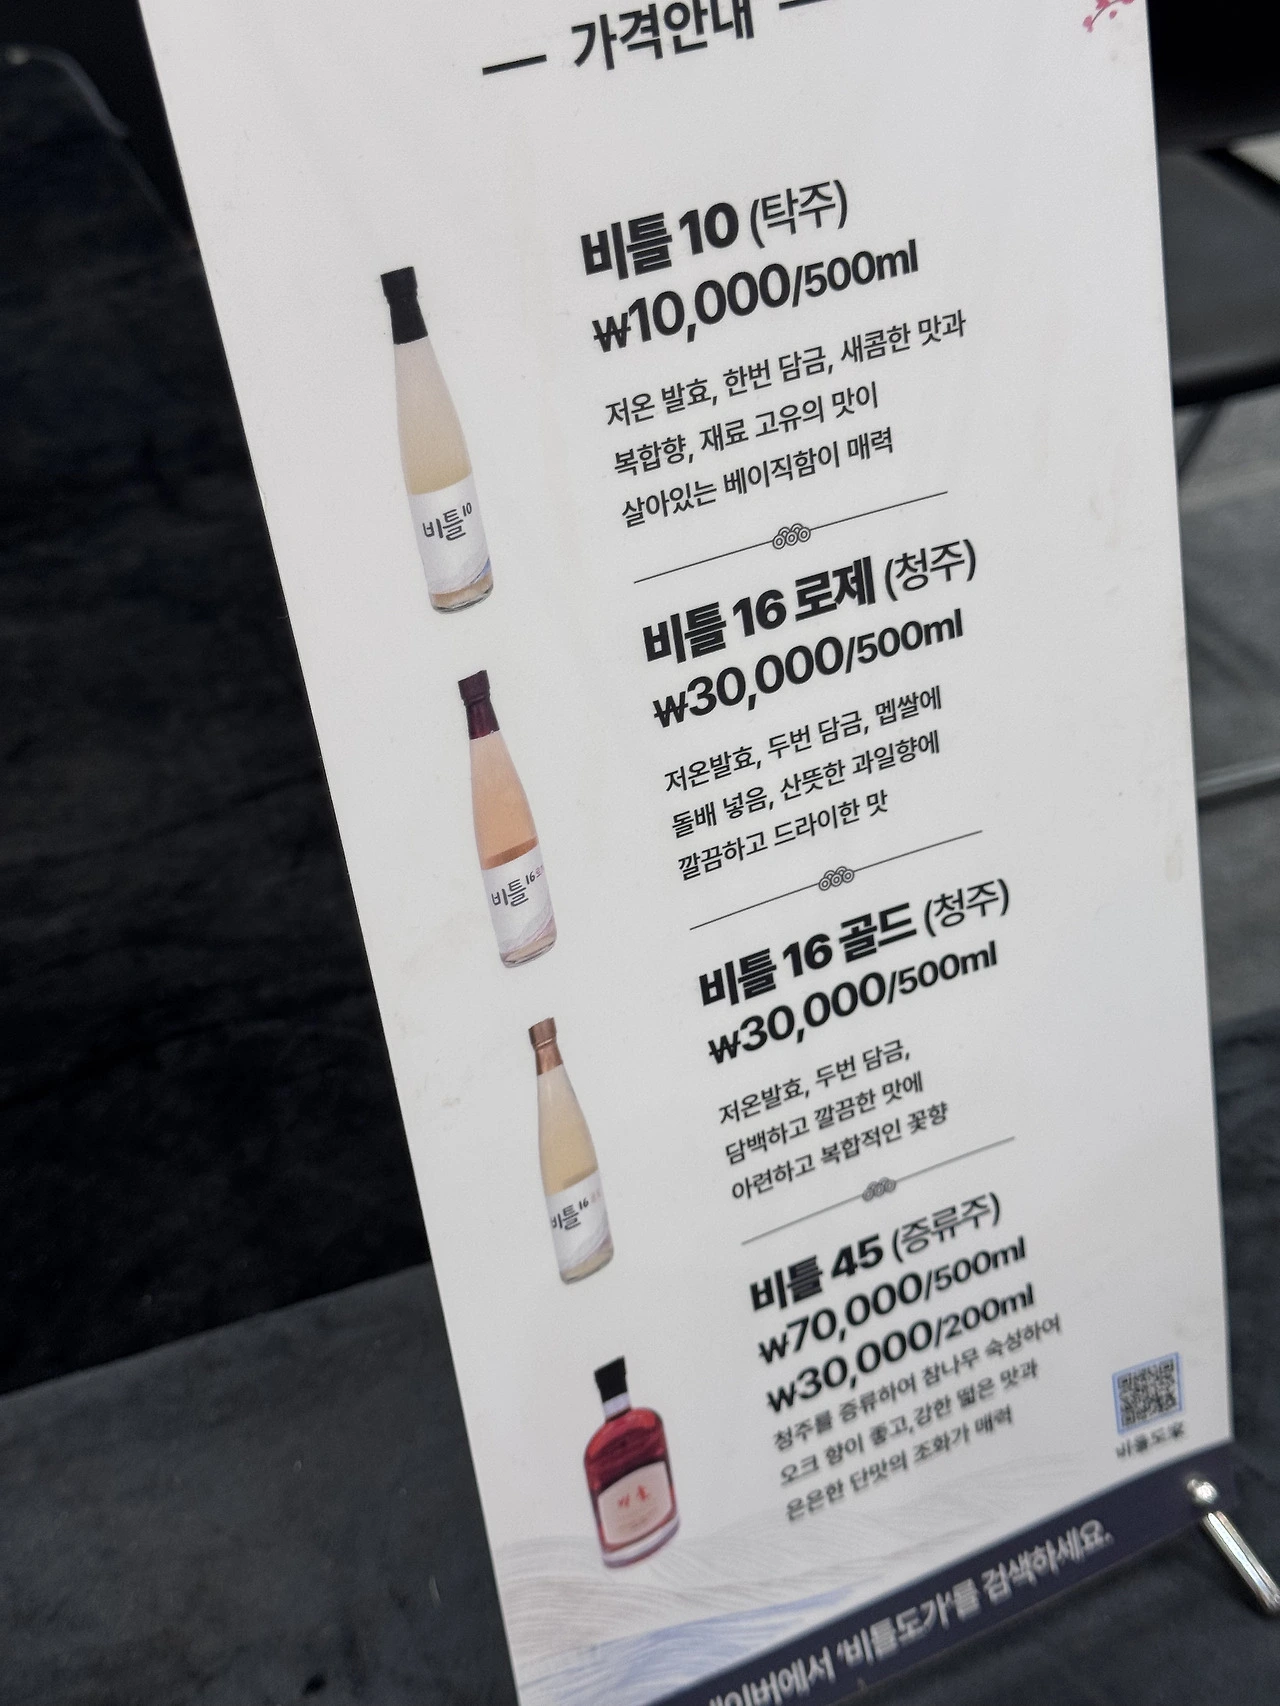 가격안내
비틀 10 (탁주)
₩10,000/500ml
저온 발효, 한번 담금, 새콤한 맛과
복합향, 재료 고유의 맛이
살아있는 베이직함이 매력
비틀 10
비틀 16 로제 (청주)
₩30,000/500ml
저온발효, 두번 담금, 멥쌀에
돌배 넣음, 산뜻한 과일향에
깔끔하고 드라이한 맛
비틀 16
비틀 16 골드 (청주)
₩30,000/500ml
저온발효, 두번 담금,
담백하고 깔끔한 맛에
아련하고 복합적인 꽃향
비틀 16
비틀 45 (증류주)
₩70,000/500ml
₩30,000/200ml
청주를 증류하여 참나무 숙성하여
오크 향이 좋고, 강한 떫은 맛과
은은한 단맛의 조화가 매력
비틀도가
네이버에서 '비틀도가'를 검색하세요.